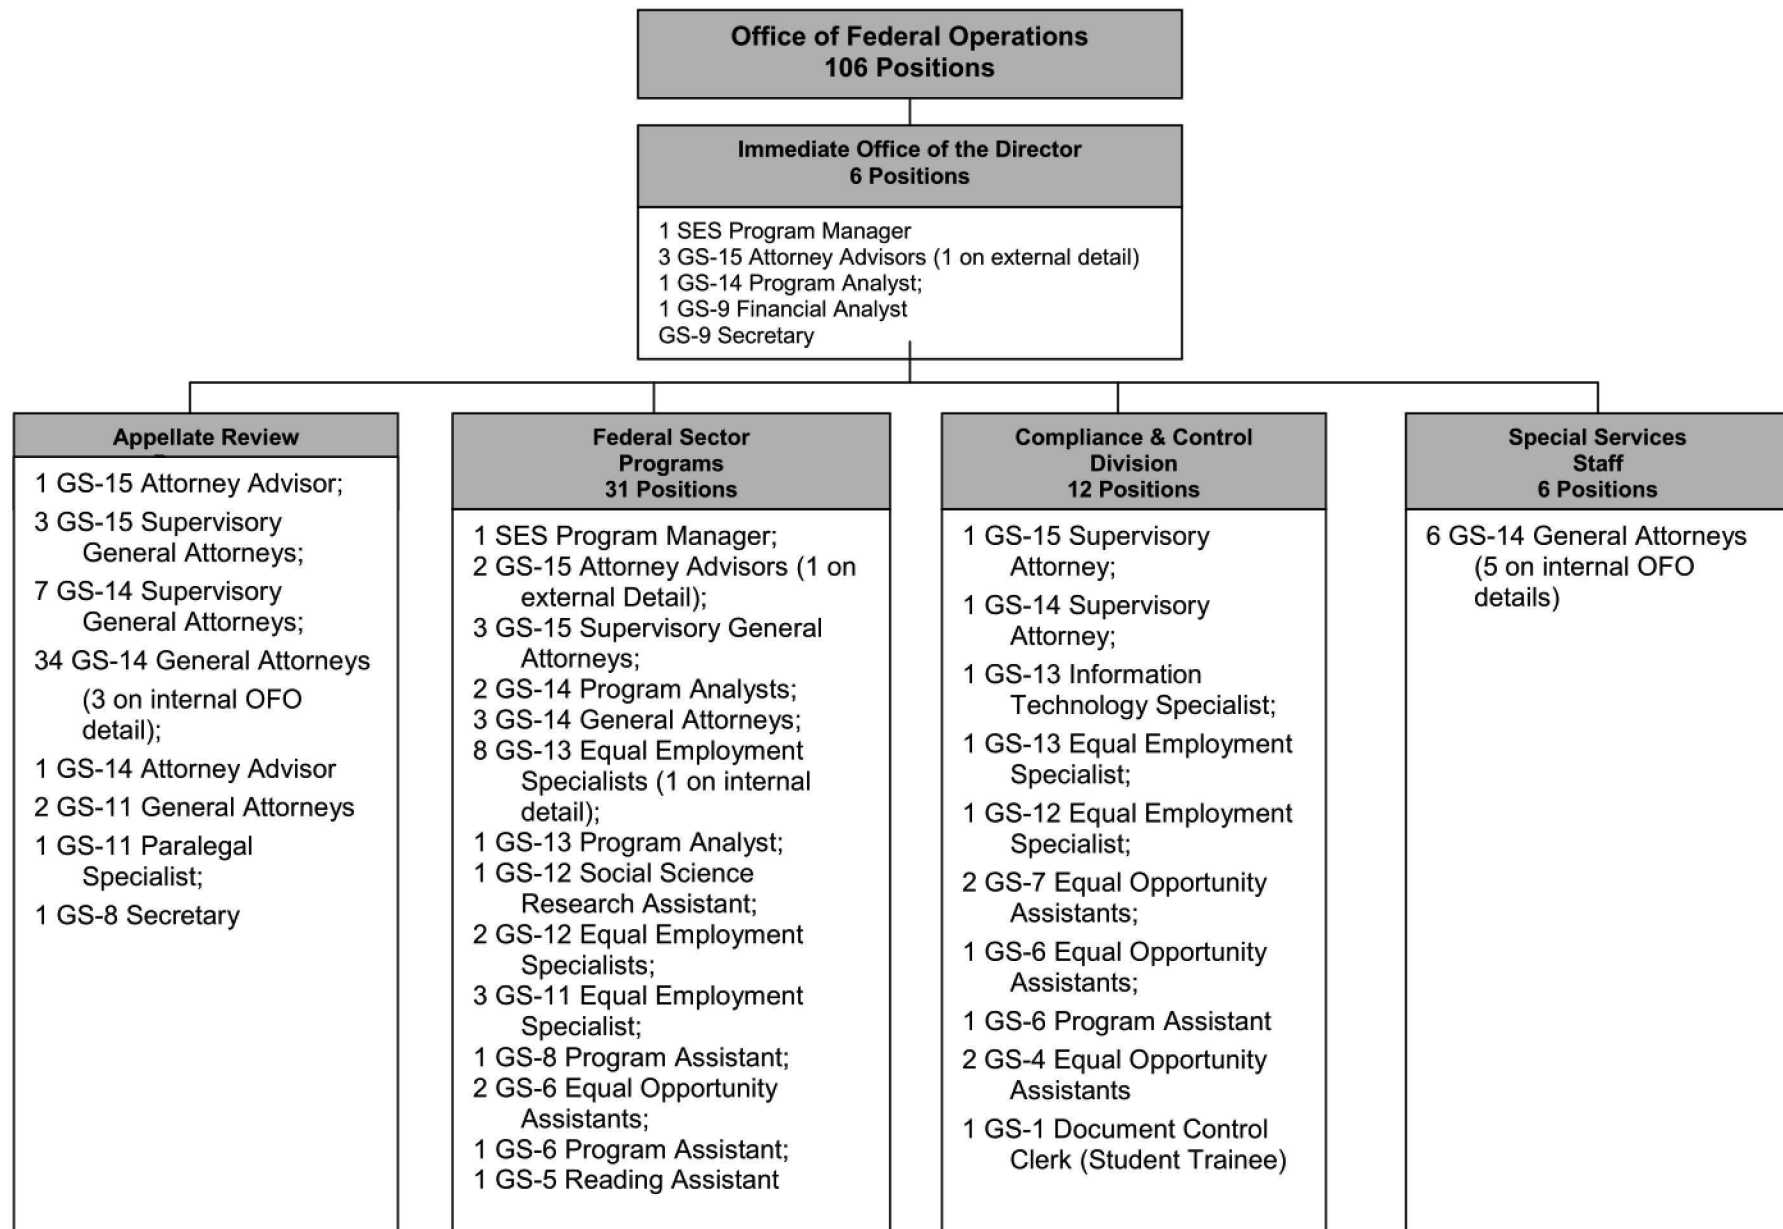 Office of Federal Operations
106 Positions
Immediate Office of the Director
6 Positions
1 SES Program Manager
3 GS-15 Attorney Advisors (1 on external detail)
1 GS-14 Program Analyst;
1 GS-9 Financial Analyst
GS-9 Secretary
Appellate Review
1 GS-15 Attorney Advisor;
3 GS-15 Supervisory
General Attorneys;
7 GS-14 Supervisory
General Attorneys;
34 GS-14 General Attorneys
(3 on internal OFO
detail);
1 GS-14 Attorney Advisor
2 GS-11 General Attorneys
1 GS-11 Paralegal
Specialist;
1 GS-8 Secretary
Federal Sector
Programs
31 Positions
1 SES Program Manager;
2 GS-15 Attorney Advisors (1 on
external Detail);
3 GS-15 Supervisory General
Attorneys;
2 GS-14 Program Analysts;
3 GS-14 General Attorneys;
8 GS-13 Equal Employment
Specialists (1 on internal
detail);
1 GS-13 Program Analyst;
1 GS-12 Social Science
Research Assistant;
2 GS-12 Equal Employment
Specialists;
3 GS-11 Equal Employment
Specialist;
1 GS-8 Program Assistant;
2 GS-6 Equal Opportunity
Assistants;
1 GS-6 Program Assistant;
1 GS-5 Reading Assistant
Compliance & Control
Division
12 Positions
1 GS-15 Supervisory
Attorney;
1 GS-14 Supervisory
Attorney;
1 GS-13 Information
Technology Specialist;
1 GS-13 Equal Employment
Specialist;
1 GS-12 Equal Employment
Specialist;
2 GS-7 Equal Opportunity
Assistants;
1 GS-6 Equal Opportunity
Assistants;
1 GS-6 Program Assistant
2 GS-4 Equal Opportunity
Assistants
1 GS-1 Document Control
Clerk (Student Trainee)
Special Services
Staff
6 Positions
6 GS-14 General Attorneys
(5 on internal OFO
details)